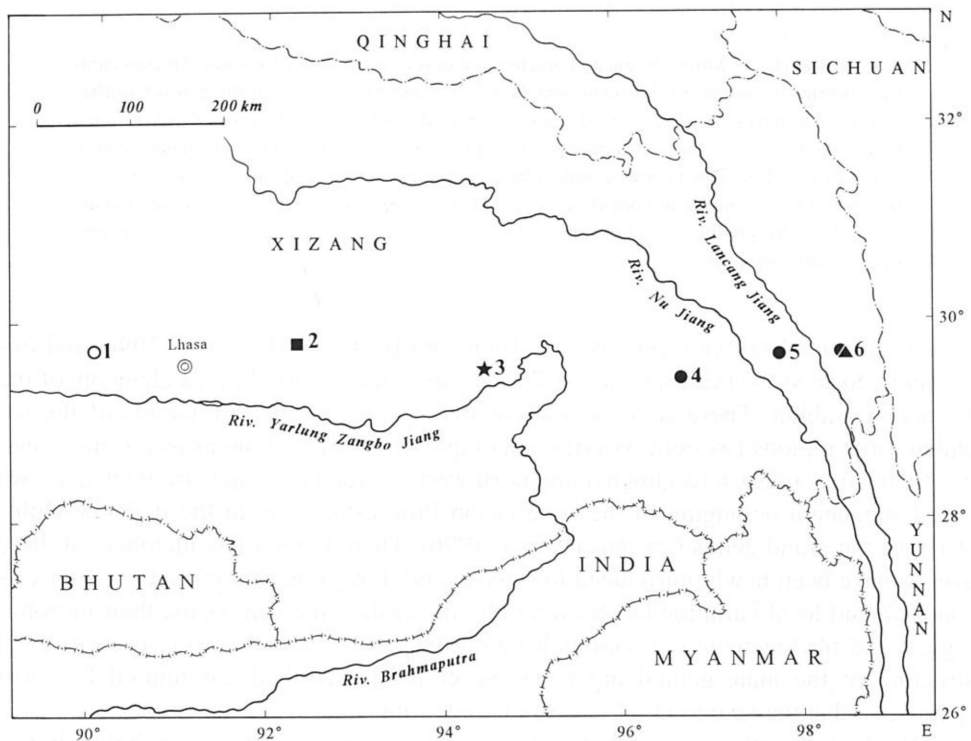 N
QINGHAI
SICHUAN
0 100 200 km
32°
Riv. Lancang Jiang
XIZANG
Riv. Nu Jiang
1
Lhasa
2
3
4
5
6
30°
Riv. Yarlung Zangbo Jiang
28°
BHUTAN
INDIA
YUNNAN
MYANMAR
Riv. Brahmaputra
26°
90 92 94 96 98 E